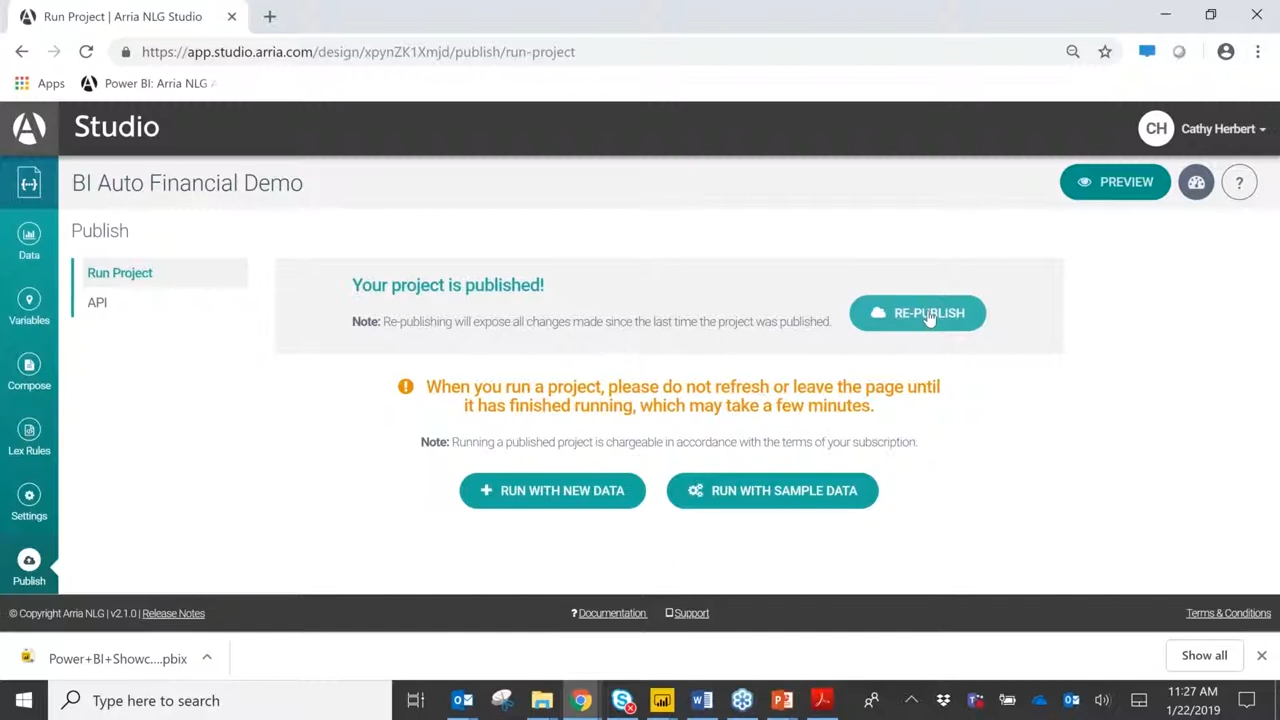 Run Project | Arria NLG Studio
https://app.studio.arria.com/design/xpynZK1Xmjd/publish/run-project
Apps
Power BI: Arria NLG
Studio
CH
Cathy Herbert
BI Auto Financial Demo
PREVIEW
?
Publish
Data
Run Project
API
Your project is published!
Note: Re-publishing will expose all changes made since the last time the project was published.
RE-PUBLISH
Variables
Compose
When you run a project, please do not refresh or leave the page until
it has finished running, which may take a few minutes.
Note: Running a published project is chargeable in accordance with the terms of your subscription.
Lex Rules
RUN WITH NEW DATA
RUN WITH SAMPLE DATA
Settings
Publish
© Copyright Arria NLG | v2.1.0 | Release Notes
? Documentation
Support
Terms & Conditions
Power+BI+Showc....pbix
Show all
Type here to search
11:27 AM
1/22/2019